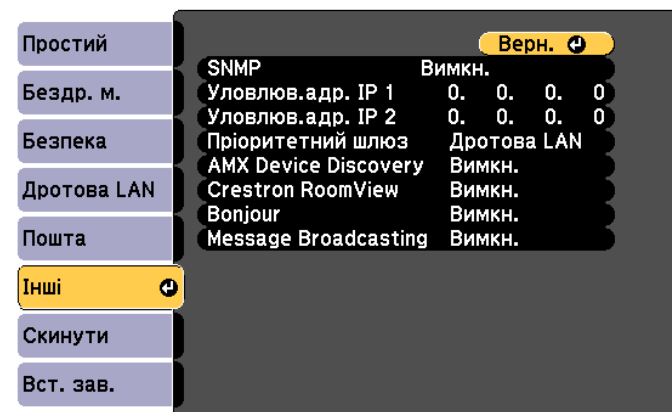 Простий
Бездр. м.
Безпека
Дротова LAN
Пошта
Інші
Скинути
Вст. зав.
Верн.
SNMP Вимкн.
Уловлюв.адр. IP 1 0. 0. 0. 0
Уловлюв.адр. IP 2 0. 0. 0. 0
Пріоритетний шлюз Дротова LAN
AMX Device Discovery Вимкн.
Crestron RoomView Вимкн.
Bonjour Вимкн.
Message Broadcasting Вимкн.